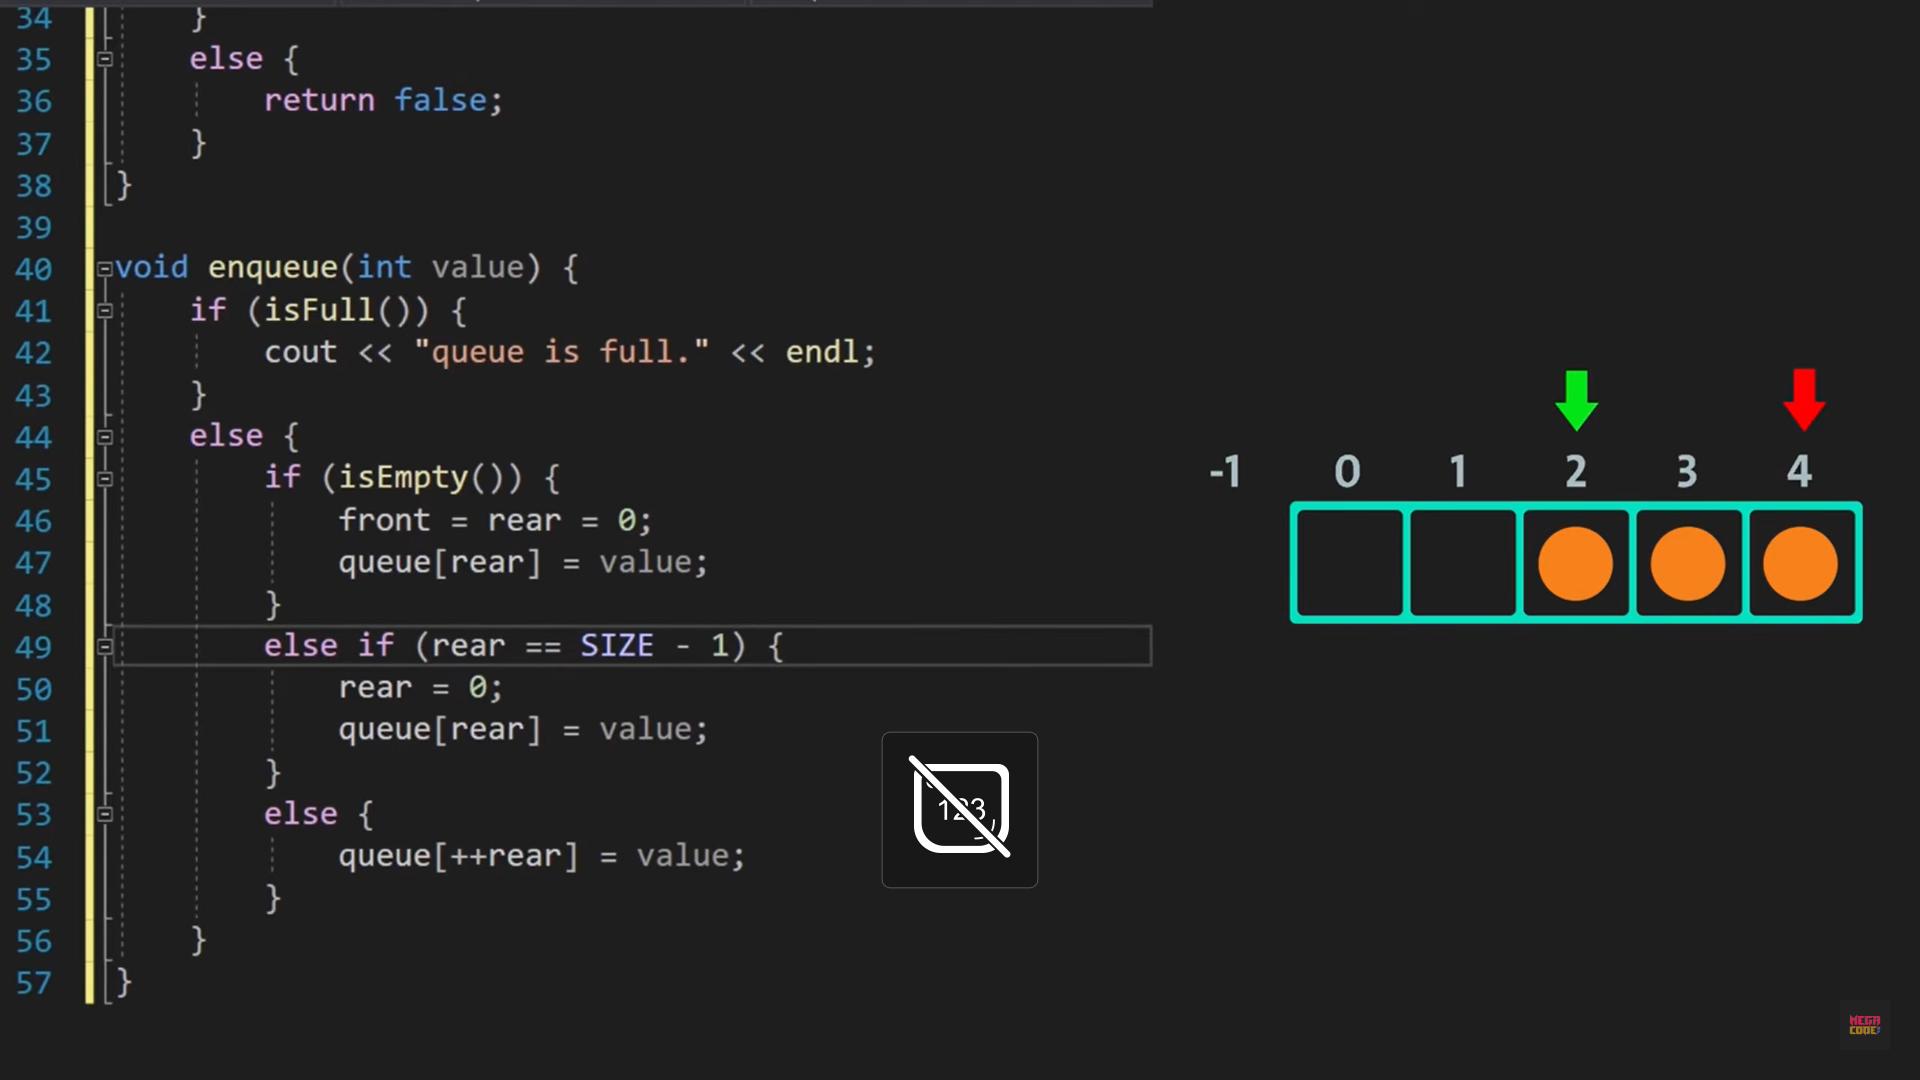 34 }
35 else {
36 return false;
37 }
38 }
39
40 void enqueue(int value) {
41 if (isFull()) {
42 cout << "queue is full." << endl;
43 }
44 else {
45 if (isEmpty()) {
46 front = rear = 0;
47 queue[rear] = value;
48 }
49 else if (rear == SIZE - 1) {
50 rear = 0;
51 queue[rear] = value;
52 }
53 else {
54 queue[++rear] = value;
55 }
56 }
57 }
-1 0 1 2 3 4
123
MEGA
CODE